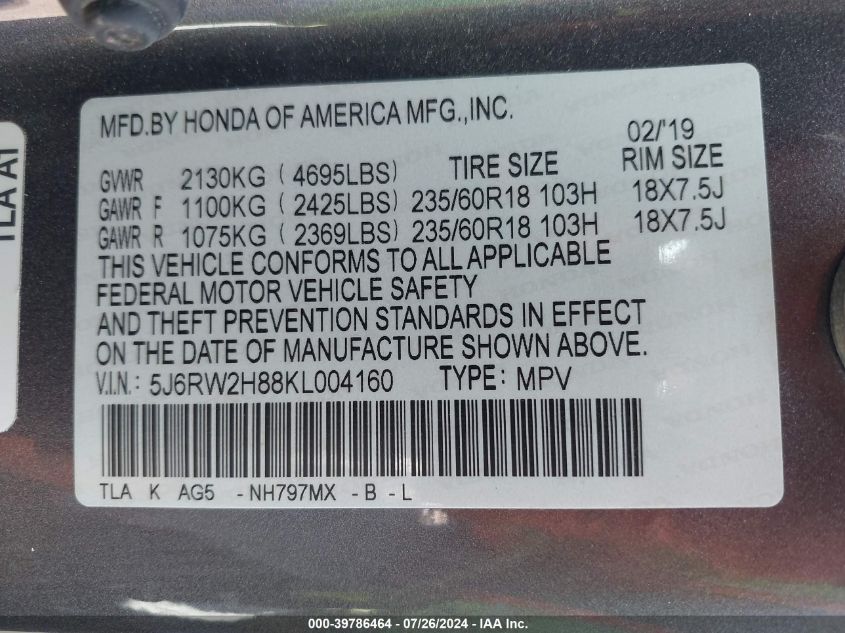 TLA A1
MFD.BY HONDA OF AMERICA MFG.,INC.
02/'19
GVWR 2130KG ( 4695LBS) TIRE SIZE RIM SIZE
GAWR F 1100KG ( 2425LBS) 235/60R18 103H 18X7.5J
GAWR R 1075KG ( 2369LBS) 235/60R18 103H 18X7.5J
THIS VEHICLE CONFORMS TO ALL APPLICABLE
FEDERAL MOTOR VEHICLE SAFETY
AND THEFT PREVENTION STANDARDS IN EFFECT
ON THE DATE OF MANUFACTURE SHOWN ABOVE.
V.I.N.: 5J6RW2H88KL004160 TYPE: MPV
TLA K AG5 -NH797MX -B -L
000-39786464 - 07/26/2024 - IAA Inc.